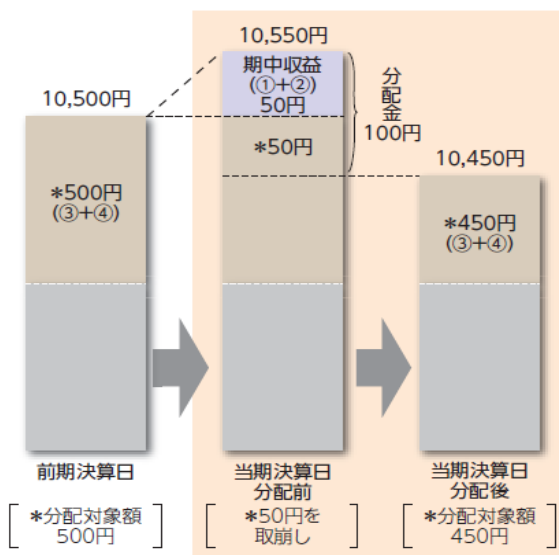 10,550円
期中収益
(①+②)
50円
分配金
100円
10,500円
*50円
10,450円
*500円
(③+④)
*450円
(③+④)
前期決算日
当期決算日
分配前
当期決算日
分配後
*分配対象額
500円
*50円を
取崩し
*分配対象額
450円